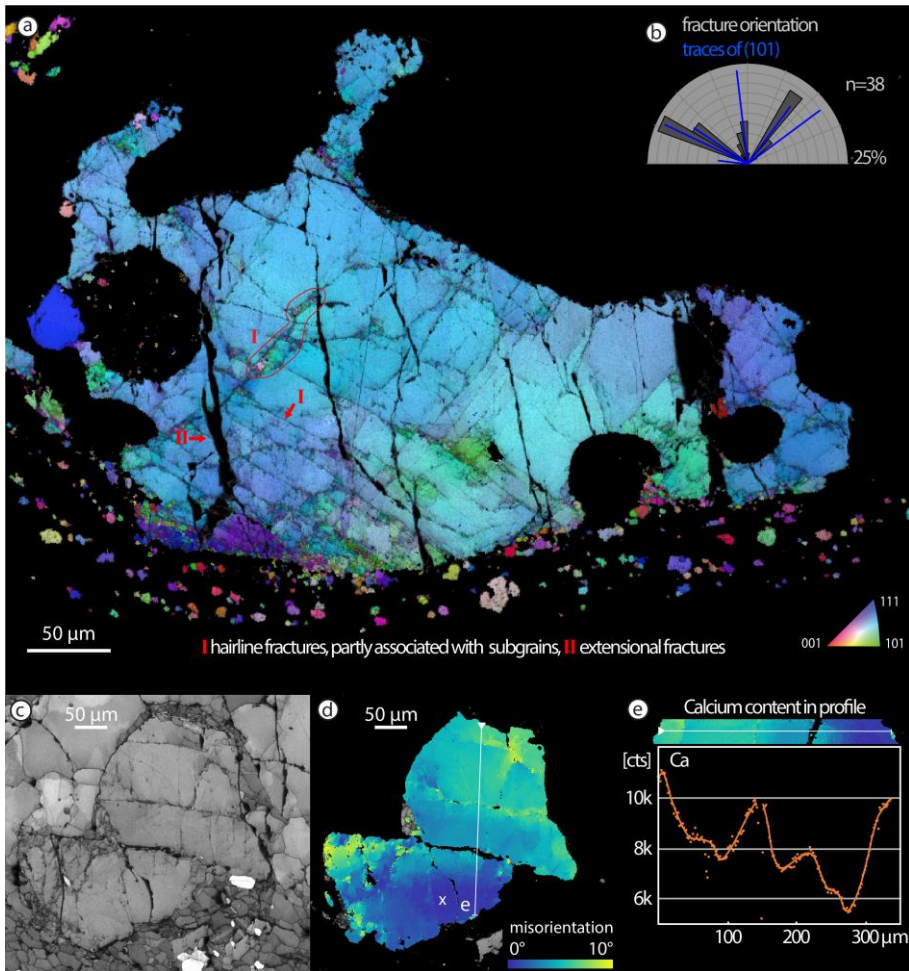 a
b fracture orientation
traces of (101)
n=38
25%
I
I
II
50 µm
I hairline fractures, partly associated with subgrains, II extensional fractures
111
001
101
c
50 µm
d
50 µm
x
e
misorientation
0°
10°
e
Calcium content in profile
[cts]
Ca
10k
8k
6k
100
200
300 µm